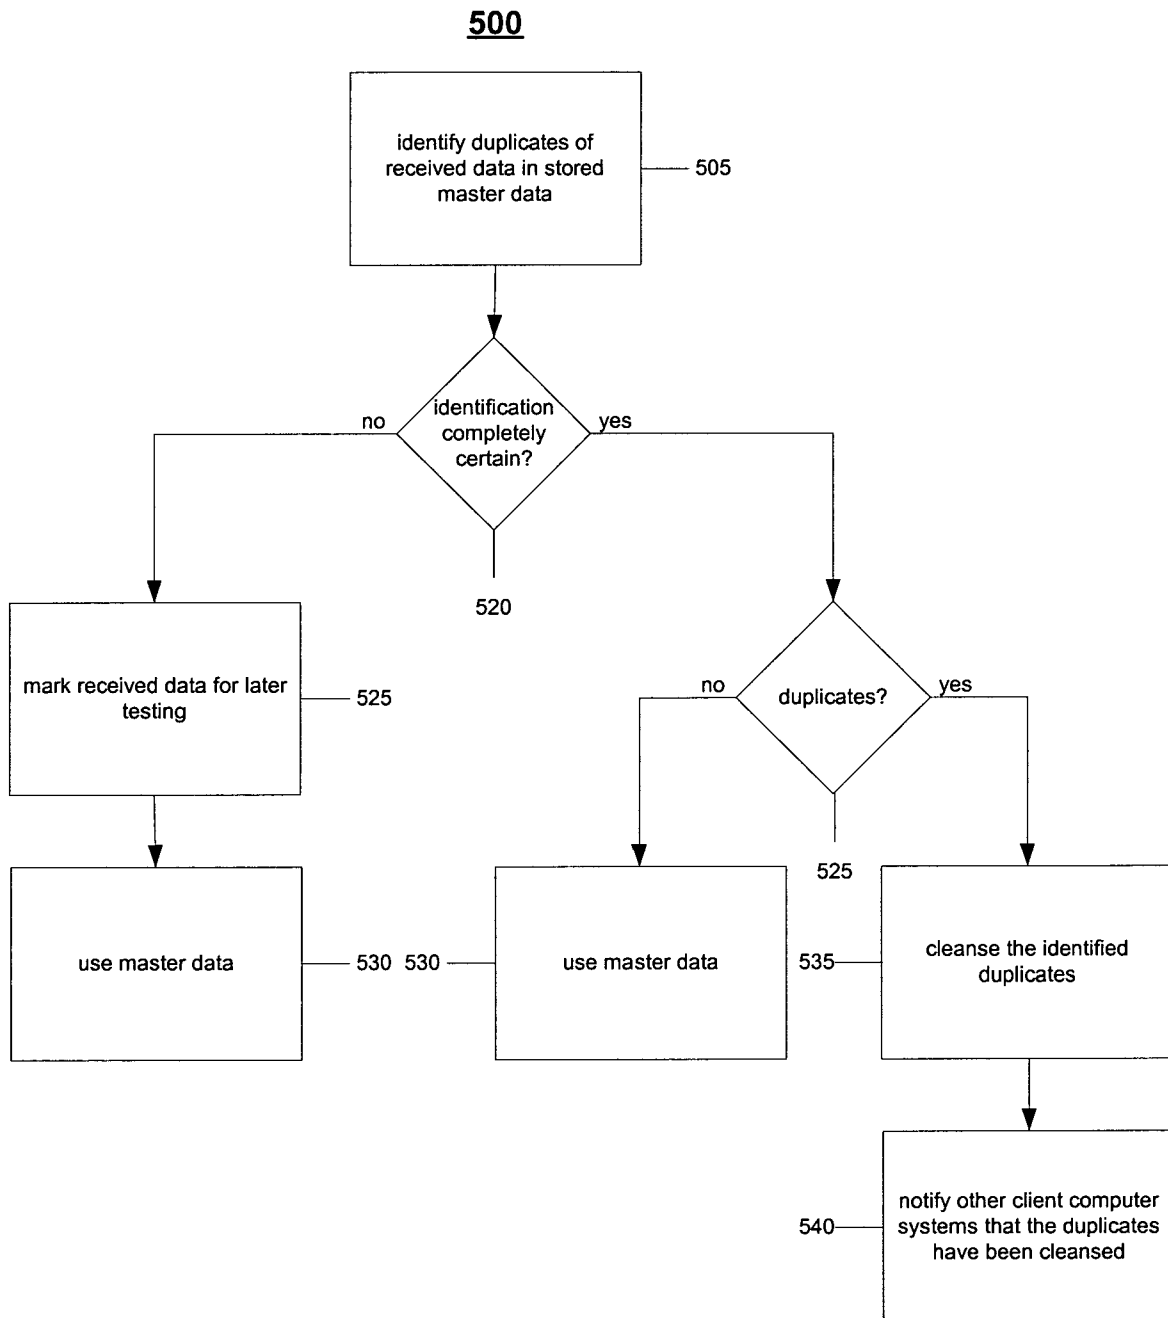 500
identify duplicates of
received data in stored
master data
505
identification
completely
certain?
no
yes
520
mark received data for later
testing
525
duplicates?
no
yes
525
use master data
530
530
use master data
535
cleanse the identified
duplicates
540
notify other client computer
systems that the duplicates
have been cleansed